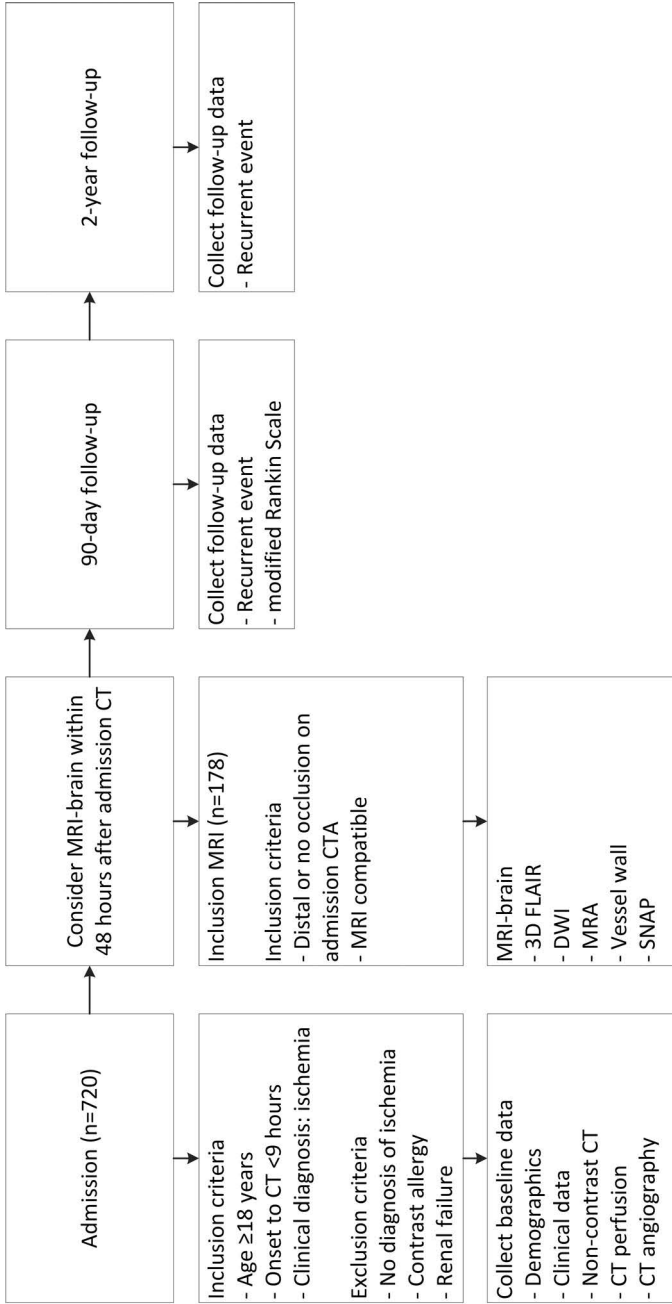 Admission (n=720)
Inclusion criteria
- Age ≥18 years
- Onset to CT <9 hours
- Clinical diagnosis: ischemia
Exclusion criteria
- No diagnosis of ischemia
- Contrast allergy
- Renal failure
Collect baseline data
- Demographics
- Clinical data
- Non-contrast CT
- CT perfusion
- CT angiography
Consider MRI-brain within
48 hours after admission CT
Inclusion MRI (n=178)
Inclusion criteria
- Distal or no occlusion on
admission CTA
- MRI compatible
MRI-brain
- 3D FLAIR
- DWI
- MRA
- Vessel wall
- SNAP
90-day follow-up
Collect follow-up data
- Recurrent event
- modified Rankin Scale
2-year follow-up
Collect follow-up data
- Recurrent event